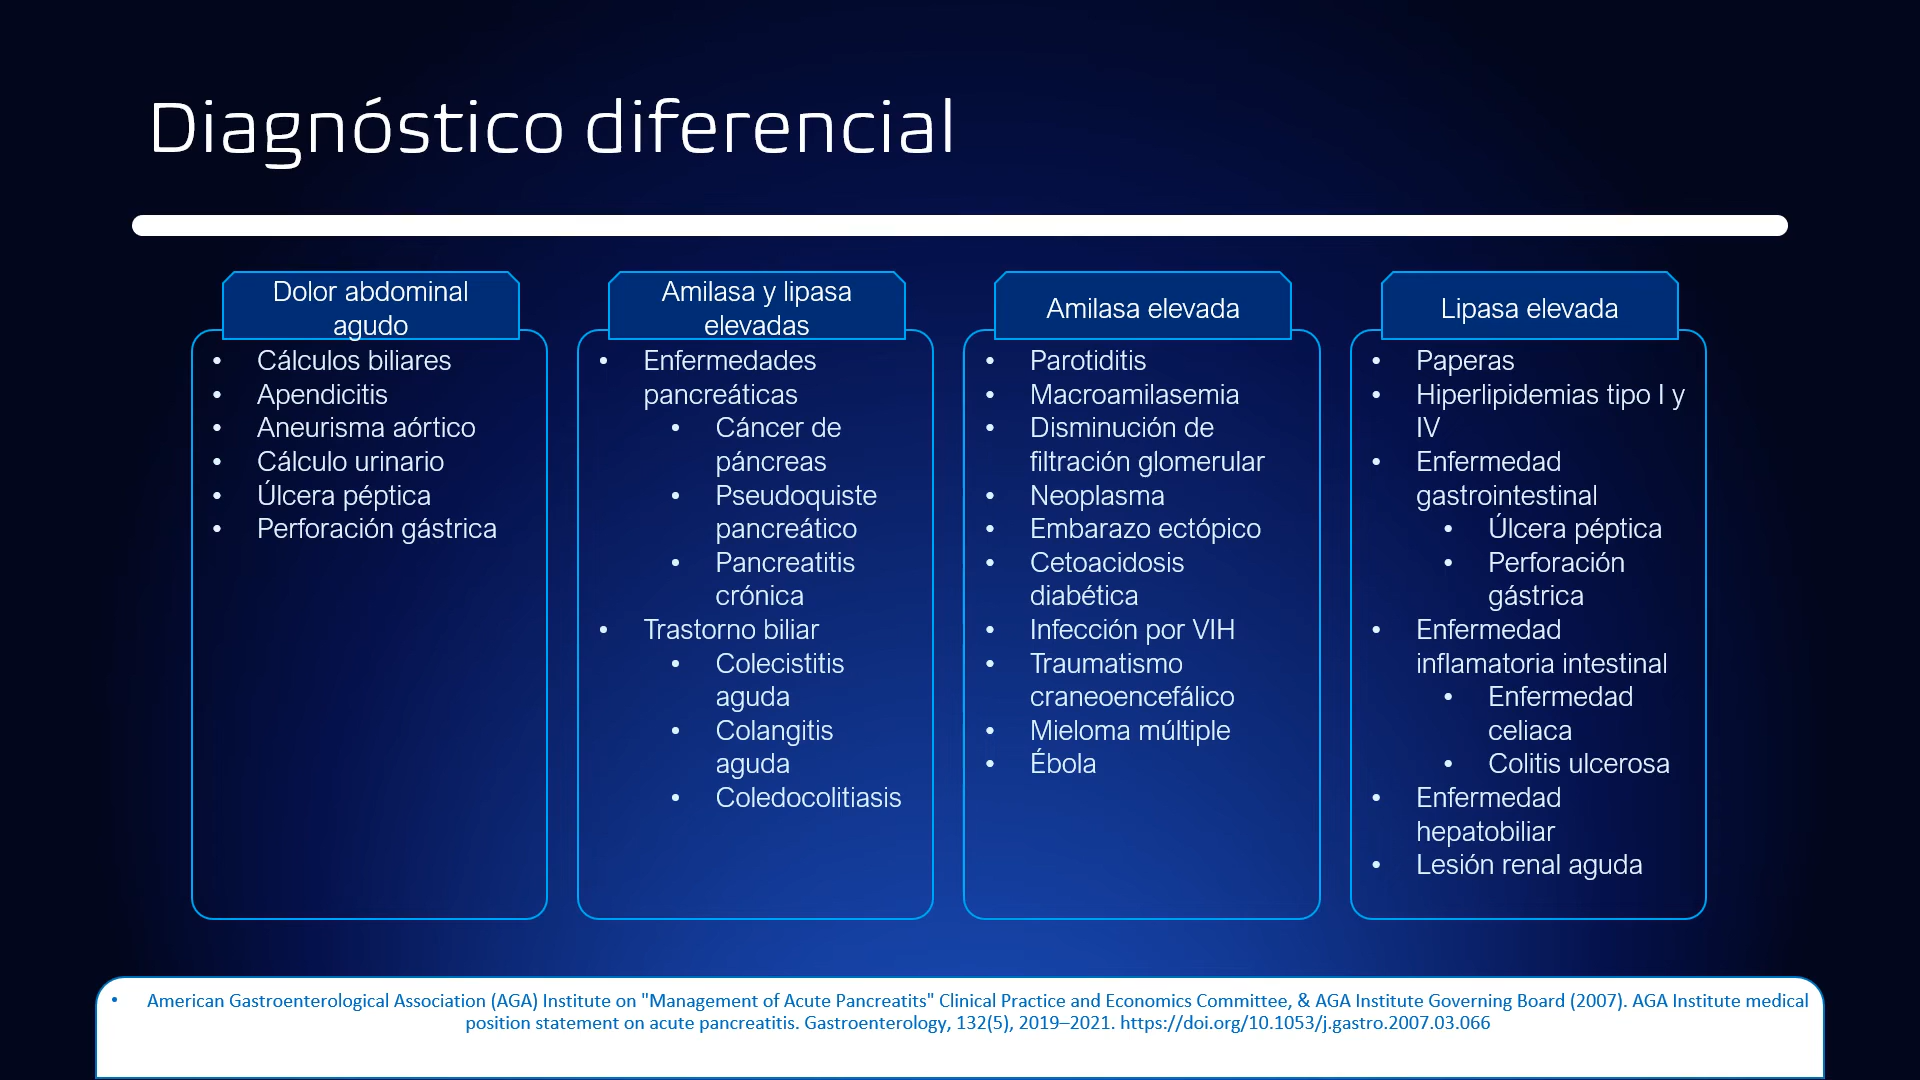 Diagnóstico diferencial
Dolor abdominal
agudo
• Cálculos biliares
• Apendicitis
• Aneurisma aórtico
• Cálculo urinario
• Úlcera péptica
• Perforación gástrica
Amilasa y lipasa
elevadas
• Enfermedades
pancreáticas
• Cáncer de
páncreas
• Pseudoquiste
pancreático
• Pancreatitis
crónica
• Trastorno biliar
• Colecistitis
aguda
• Colangitis
aguda
• Coledocolitiasis
Amilasa elevada
• Parotiditis
• Macroamilasemia
• Disminución de
filtración glomerular
• Neoplasma
• Embarazo ectópico
• Cetoacidosis
diabética
• Infección por VIH
• Traumatismo
craneoencefálico
• Mieloma múltiple
• Ébola
Lipasa elevada
• Paperas
• Hiperlipidemias tipo I y
IV
• Enfermedad
gastrointestinal
• Úlcera péptica
• Perforación
gástrica
• Enfermedad
inflamatoria intestinal
• Enfermedad
celiaca
• Colitis ulcerosa
• Enfermedad
hepatobiliar
• Lesión renal aguda
• American Gastroenterological Association (AGA) Institute on "Management of Acute Pancreatits" Clinical Practice and Economics Committee, & AGA Institute Governing Board (2007). AGA Institute medical
position statement on acute pancreatitis. Gastroenterology, 132(5), 2019–2021. https://doi.org/10.1053/j.gastro.2007.03.066